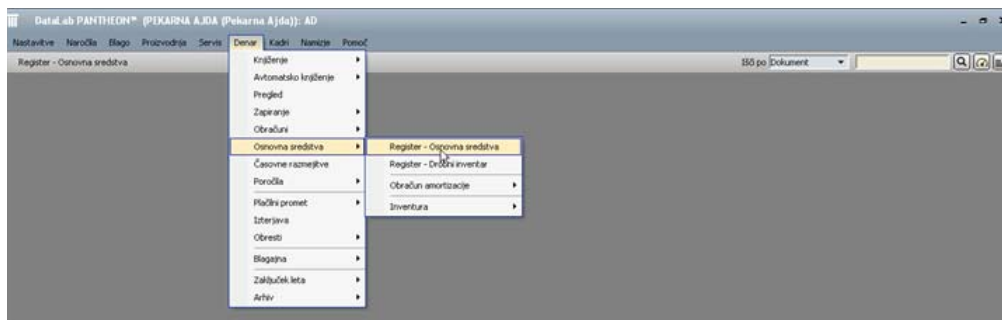 DataLab PANTHEON™ (PEKARNA AJDA (Pekarna Ajda)): AD
Nastavitve Naročila Blago Proizvodnja Servis Denar Kadri Namizje Pomoč
Register - Osnovna sredstva
Išči po Dokument
Knjiženje
Avtomatsko knjiženje
Pregled
Zapiranje
Obračuni
Osnovna sredstva
Časovne razmejitve
Poročila
Plačilni promet
Izterjava
Obresti
Blagajna
Zaključek leta
Arhiv
Register - Osnovna sredstva
Register - Drobni inventar
Obračun amortizacije
Inventura